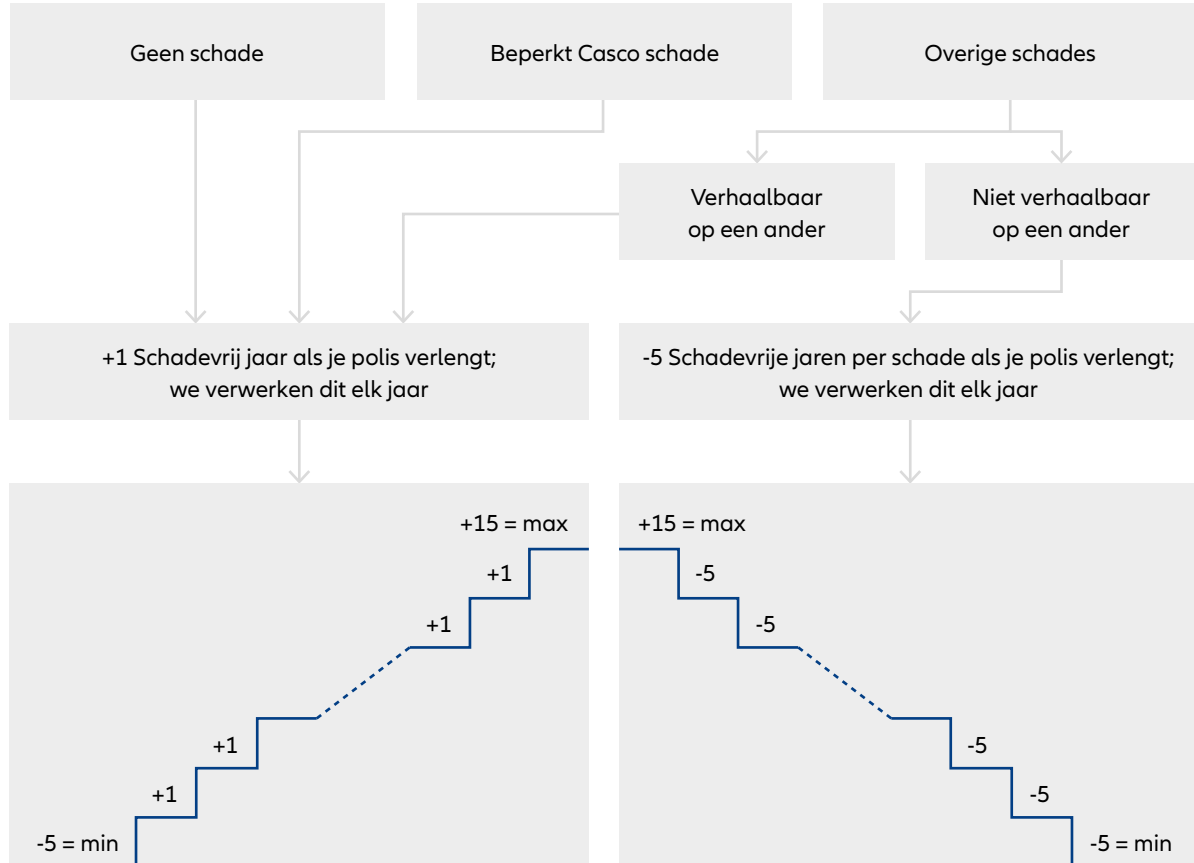 Geen schade
Beperkt Casco schade
Overige schades
Verhaalbaar
op een ander
Niet verhaalbaar
op een ander
+1 Schadevrij jaar als je polis verlengt;
we verwerken dit elk jaar
-5 Schadevrije jaren per schade als je polis verlengt;
we verwerken dit elk jaar
+15 = max
+1
+1
+1
+1
-5 = min
+15 = max
-5
-5
-5
-5
-5 = min